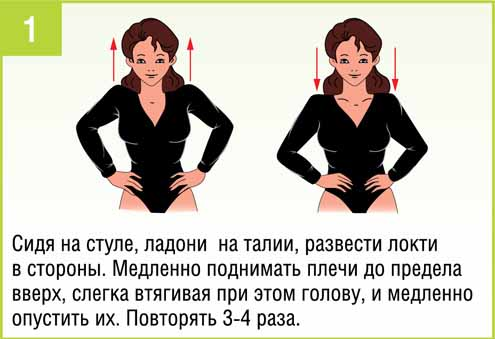 1
Сидя на стуле, ладони на талии, развести локти
в стороны. Медленно поднимать плечи до предела
вверх, слегка втягивая при этом голову, и медленно
опустить их. Повторять 3-4 раза.